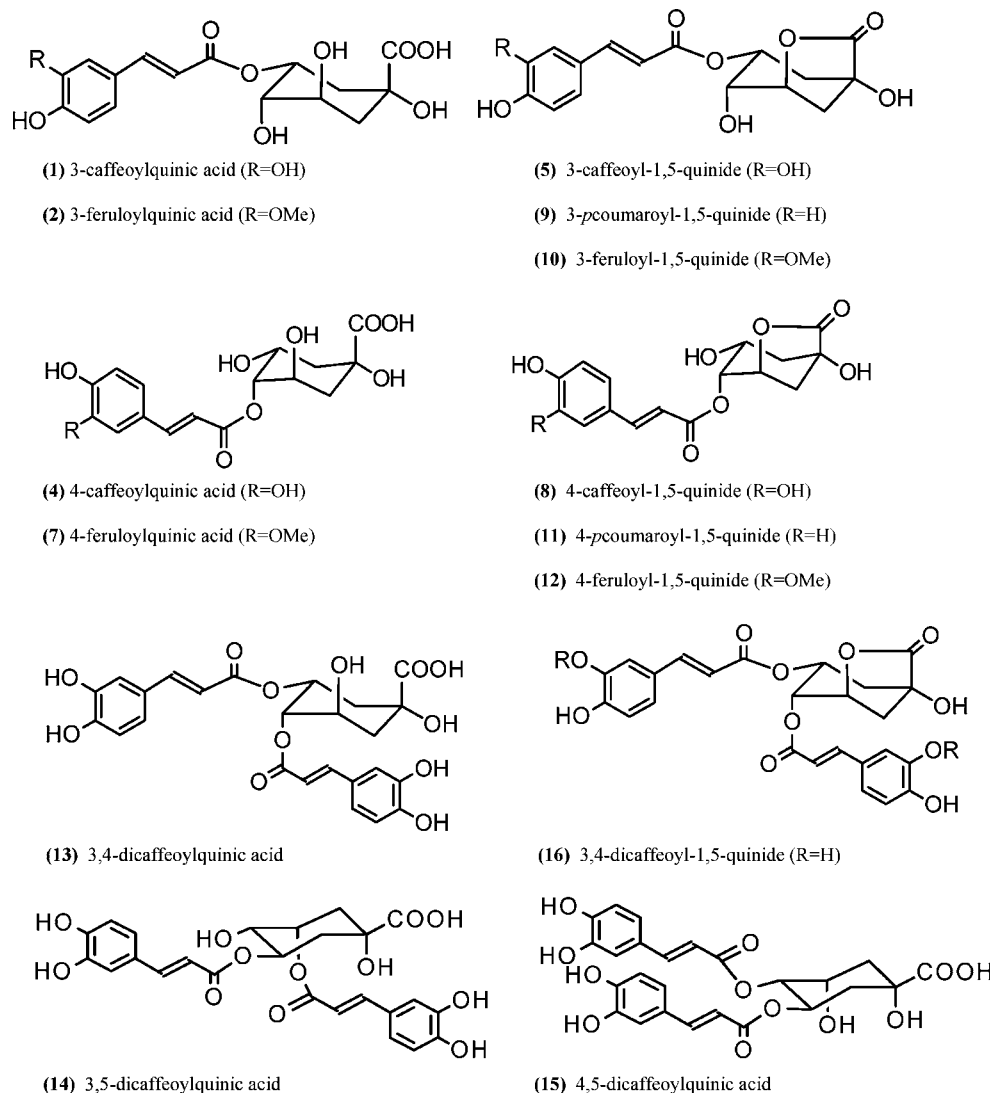 O
OH
COOH
R
O
OH
HO
OH
(1) 3-caffeoylquinic acid (R=OH)
(2) 3-feruloylquinic acid (R=OMe)
O
O
R
O
O
OH
HO
OH
(5) 3-caffeoyl-1,5-quinide (R=OH)
(9) 3-pcoumaroyl-1,5-quinide (R=H)
(10) 3-feruloyl-1,5-quinide (R=OMe)
OH
COOH
HO
HO
OH
O
R
O
(4) 4-caffeoylquinic acid (R=OH)
(7) 4-feruloylquinic acid (R=OMe)
O
O
HO
HO
OH
O
R
O
(8) 4-caffeoyl-1,5-quinide (R=OH)
(11) 4-pcoumaroyl-1,5-quinide (R=H)
(12) 4-feruloyl-1,5-quinide (R=OMe)
O
OH
COOH
HO
O
HO
OH
O
O
OH
OH
(13) 3,4-dicaffeoylquinic acid
O
O
O
RO
O
HO
OH
O
O
OR
OH
(16) 3,4-dicaffeoyl-1,5-quinide (R=H)
HO
HO
HO
COOH
O
OH
O
O
O
OH
OH
(14) 3,5-dicaffeoylquinic acid
HO
O
HO
HO
O
COOH
HO
O
OH
OH
O
(15) 4,5-dicaffeoylquinic acid